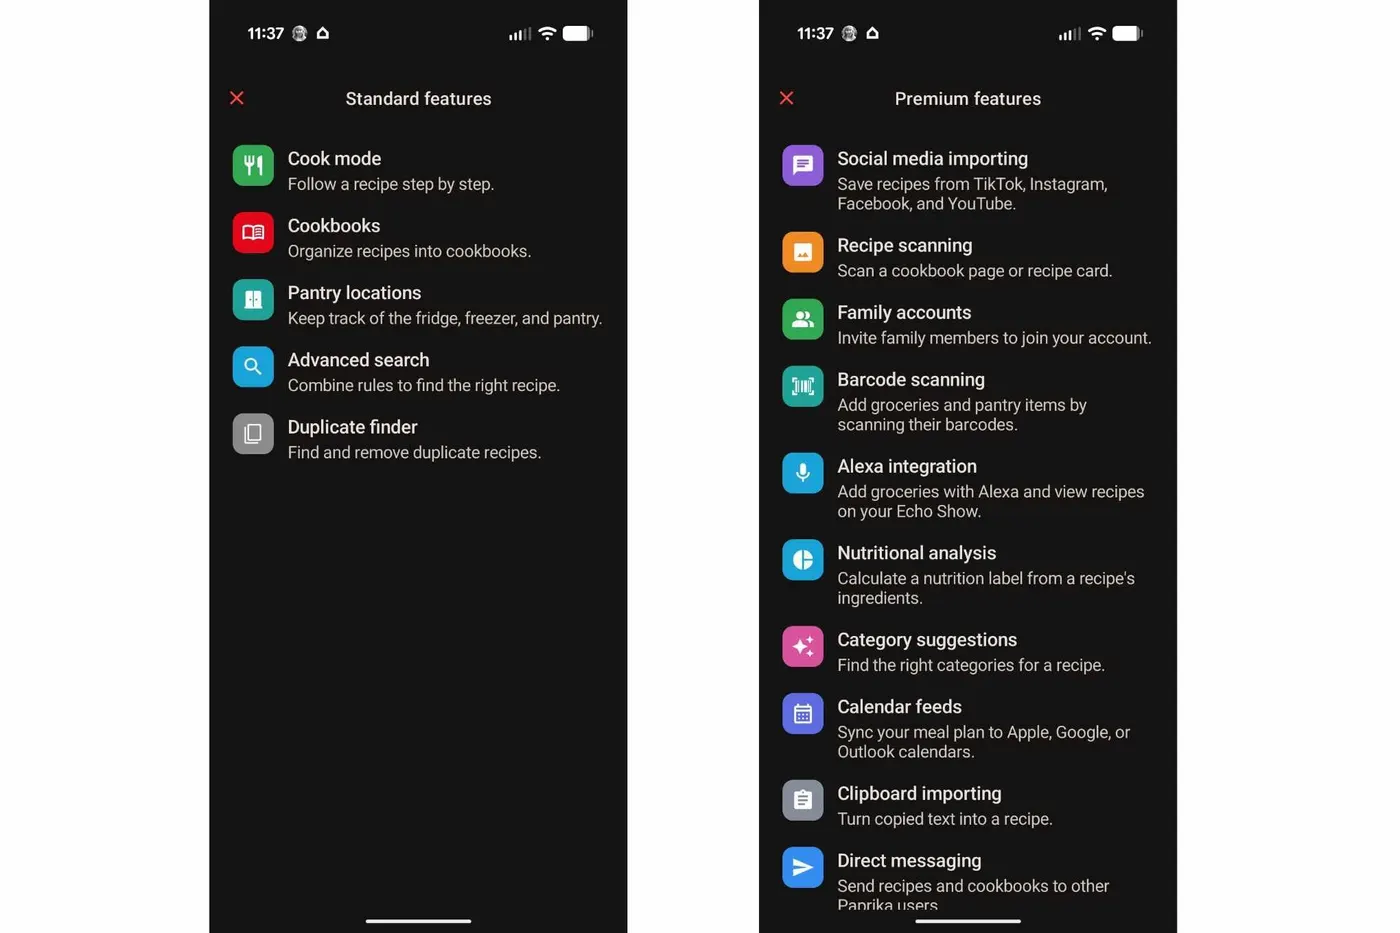 11:37
Standard features
Cook mode
Follow a recipe step by step.
Cookbooks
Organize recipes into cookbooks.
Pantry locations
Keep track of the fridge, freezer, and pantry.
Advanced search
Combine rules to find the right recipe.
Duplicate finder
Find and remove duplicate recipes.
11:37
Premium features
Social media importing
Save recipes from TikTok, Instagram,
Facebook, and YouTube.
Recipe scanning
Scan a cookbook page or recipe card.
Family accounts
Invite family members to join your account.
Barcode scanning
Add groceries and pantry items by
scanning their barcodes.
Alexa integration
Add groceries with Alexa and view recipes
on your Echo Show.
Nutritional analysis
Calculate a nutrition label from a recipe's
ingredients.
Category suggestions
Find the right categories for a recipe.
Calendar feeds
Sync your meal plan to Apple, Google, or
Outlook calendars.
Clipboard importing
Turn copied text into a recipe.
Direct messaging
Send recipes and cookbooks to other
Paprika users